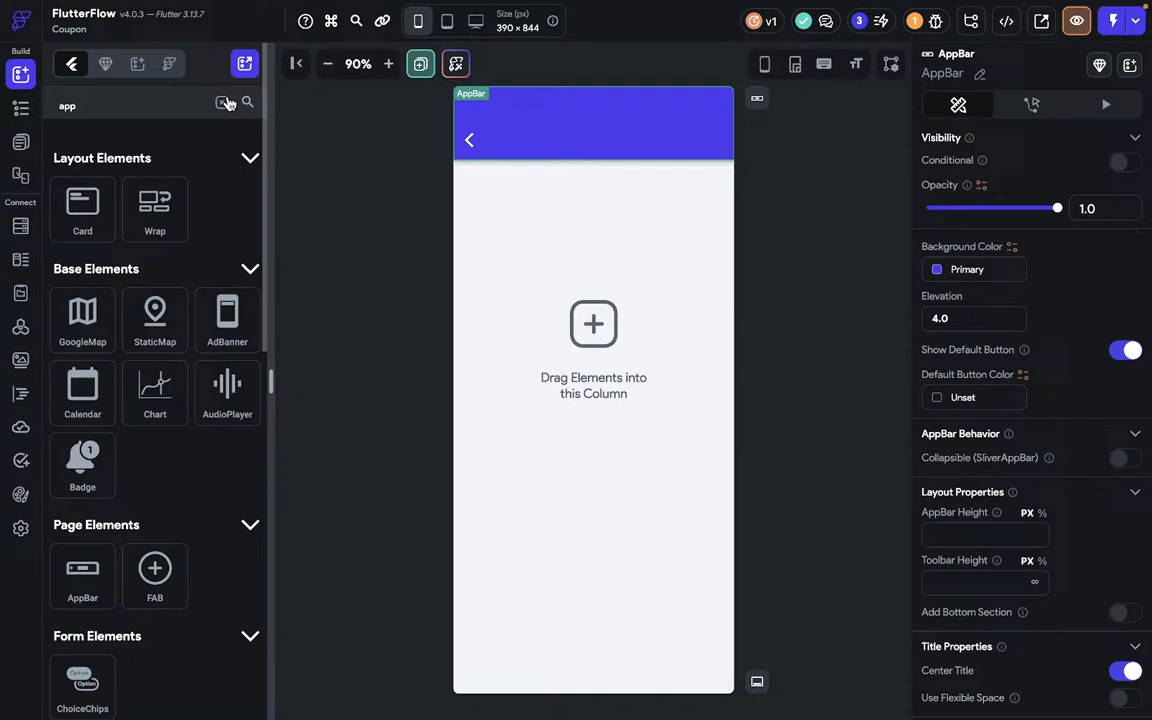 FlutterFlow v4.0.3 • Flutter 3.13.7
Coupon
Size (px)
390 × 844
v1
3
1
Build
Connect
app
90%
Layout Elements
Card
Wrap
Base Elements
GoogleMap
StaticMap
AdBanner
Calendar
Chart
AudioPlayer
1
Badge
Page Elements
AppBar
FAB
Form Elements
Option
Option
ChoiceChips
AppBar
Drag Elements into
this Column
AppBar
AppBar
Visibility
Conditional
Opacity
1.0
Background Color
Primary
Elevation
4.0
Show Default Button
Default Button Color
Unset
AppBar Behavior
Collapsible (SliverAppBar)
Layout Properties
AppBar Height PX %
Toolbar Height PX %
∞
Add Bottom Section
Title Properties
Center Title
Use Flexible Space